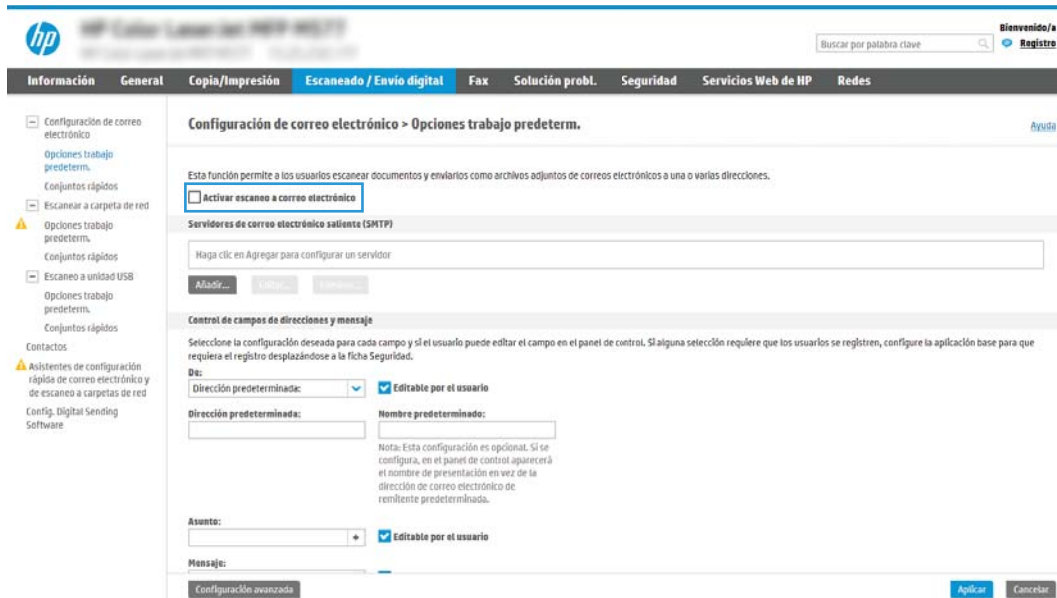 hp
Bienvenido/a
Buscar por palabra clave
Registro
Información General Copia/Impresión Escaneado / Envío digital Fax Solución probl. Seguridad Servicios Web de HP Redes
Configuración de correo
electrónico
Opciones trabajo
predeterm.
Conjuntos rápidos
Escanear a carpeta de red
Opciones trabajo
predeterm.
Conjuntos rápidos
Escaneo a unidad USB
Opciones trabajo
predeterm.
Conjuntos rápidos
Contactos
Asistentes de configuración
rápida de correo electrónico y
de escaneo a carpetas de red
Config. Digital Sending
Software
Configuración de correo electrónico > Opciones trabajo predeterm.
Ayuda
Esta función permite a los usuarios escanear documentos y enviarlos como archivos adjuntos de correos electrónicos a una o varias direcciones.
Activar escaneo a correo electrónico
Servidores de correo electrónico saliente (SMTP)
Haga clic en Agregar para configurar un servidor
Añadir...
Control de campos de direcciones y mensaje
Seleccione la configuración deseada para cada campo y si el usuario puede editar el campo en el panel de control. Si alguna selección requiere que los usuarios se registren, configure la aplicación base para que
requiera el registro desplazándose a la ficha Seguridad.
De:
Dirección predeterminada: Editable por el usuario
Dirección predeterminada: Nombre predeterminado:
Nota: Esta configuración es opcional. Si se
configura, en el panel de control aparecerá
el nombre de presentación en vez de la
dirección de correo electrónico de
remitente predeterminada.
Asunto:
Editable por el usuario
Mensaje:
Configuración avanzada
Aplicar Cancelar